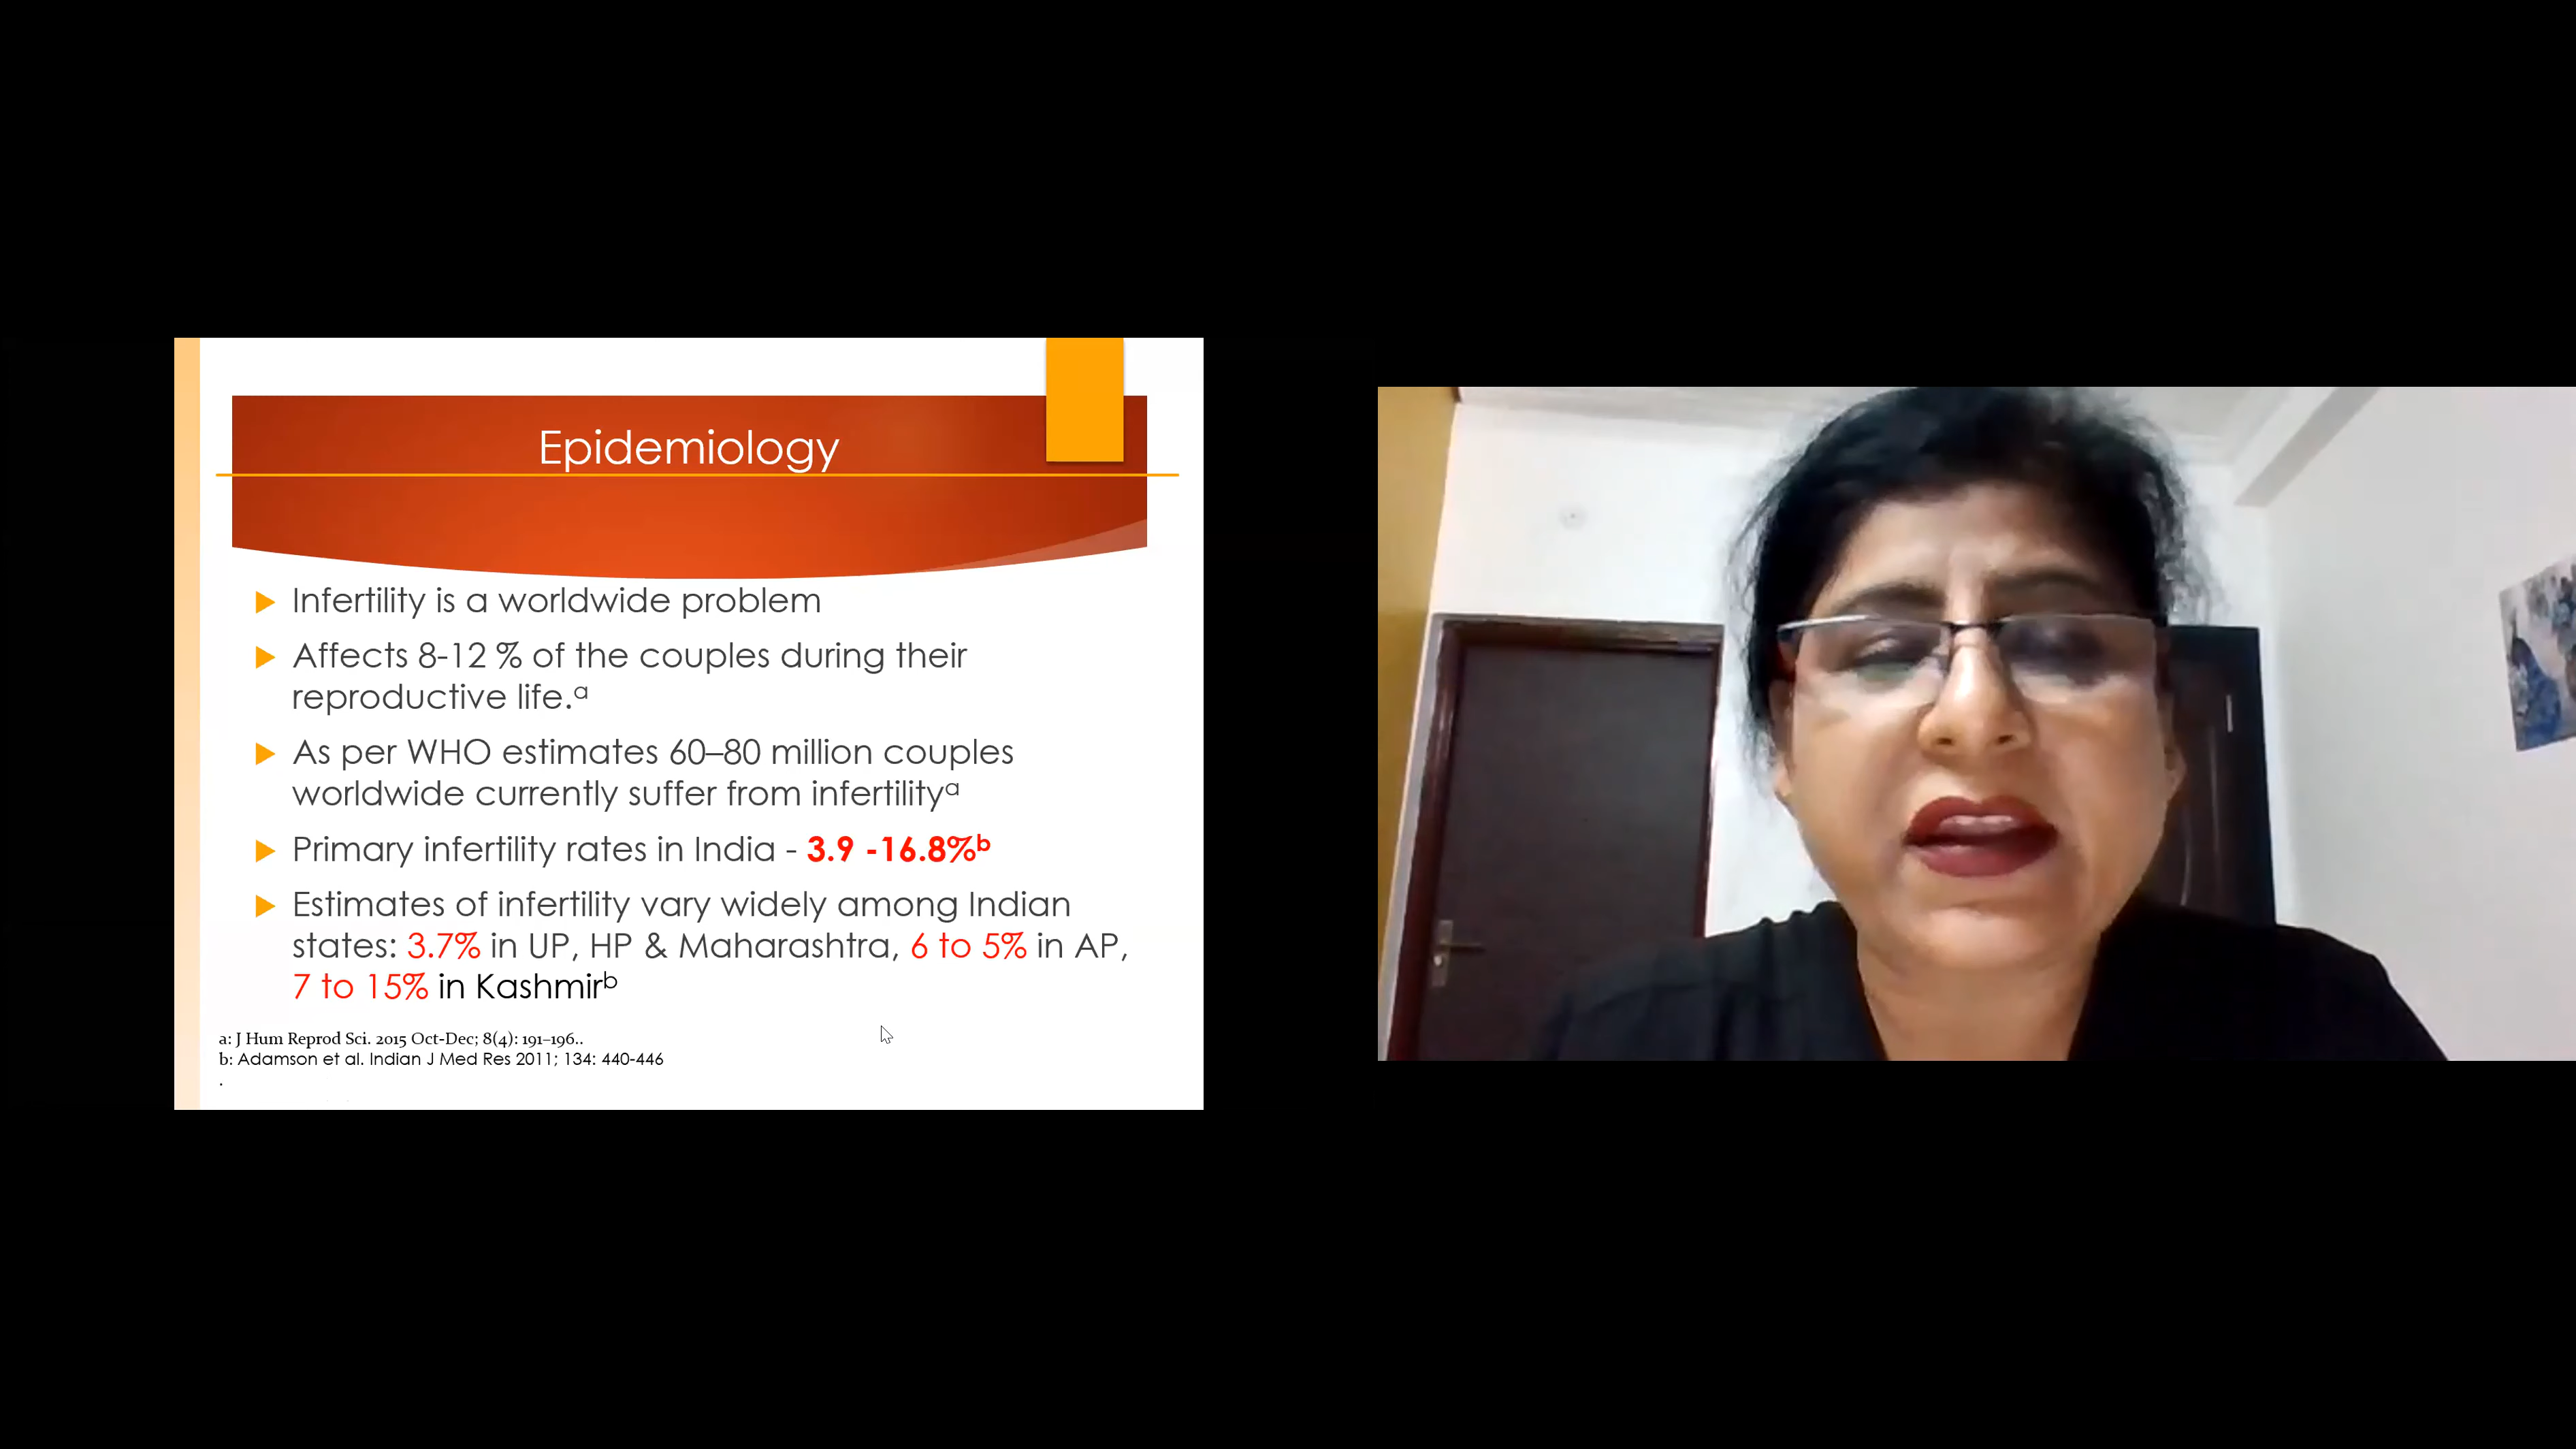 Epidemiology
Infertility is a worldwide problem
Affects 8-12 % of the couples during their
reproductive life.ᵃ
As per WHO estimates 60–80 million couples
worldwide currently suffer from infertilityᵃ
Primary infertility rates in India - 3.9 -16.8%ᵇ
Estimates of infertility vary widely among Indian
states: 3.7% in UP, HP & Maharashtra, 6 to 5% in AP,
7 to 15% in Kashmirᵇ
a: J Hum Reprod Sci. 2015 Oct-Dec; 8(4): 191–196..
b: Adamson et al. Indian J Med Res 2011; 134: 440-446
.